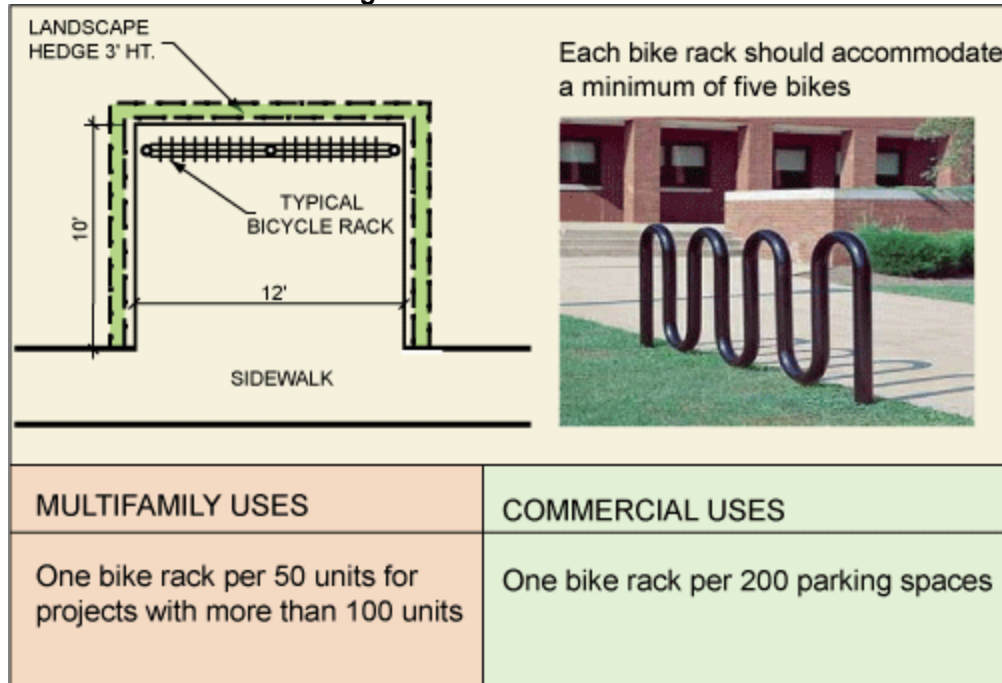 LANDSCAPE
HEDGE 3' HT.
Each bike rack should accommodate
a minimum of five bikes
TYPICAL
BICYCLE RACK
10'
12'
SIDEWALK
MULTIFAMILY USES
COMMERCIAL USES
One bike rack per 50 units for
projects with more than 100 units
One bike rack per 200 parking spaces